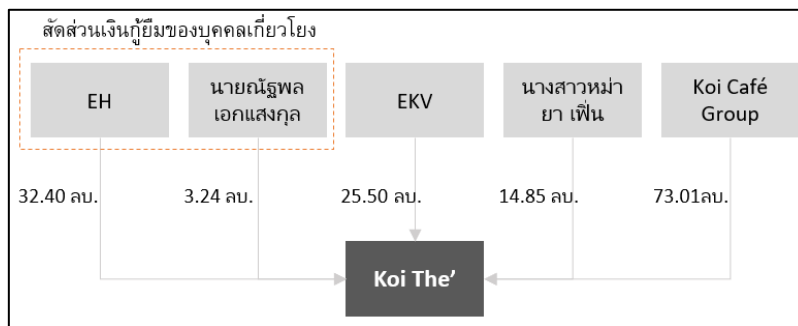 สัดส่วนเงินกู้ยืมของบุคคลเกี่ยวโยง
EH
นายณัฐพล
เอกแสงกุล
EKV
นางสาวหม่า
ยา เฟิ่น
Koi Café
Group
32.40 ลบ.
3.24 ลบ.
25.50 ลบ.
14.85 ลบ.
73.01ลบ.
Koi The’